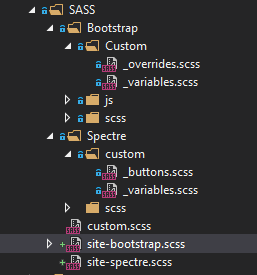 SASS
Bootstrap
Custom
_overrides.scss
_variables.scss
js
scss
Spectre
custom
_buttons.scss
_variables.scss
scss
custom.scss
site-bootstrap.scss
site-spectre.scss